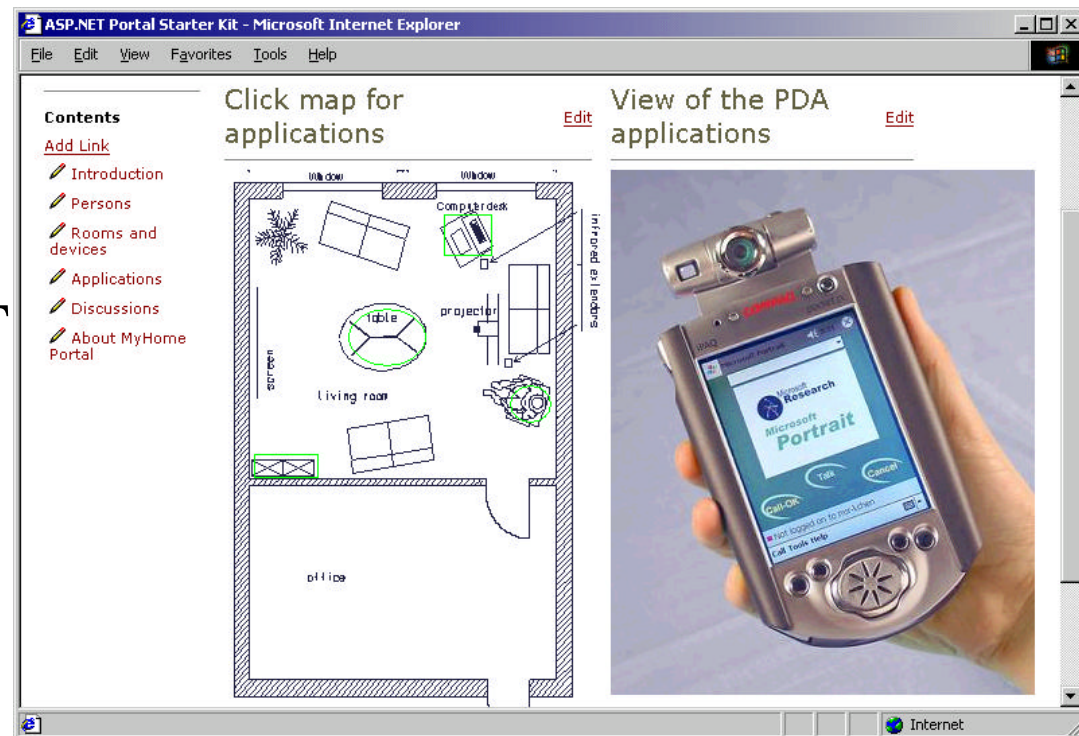 ASP.NET Portal Starter Kit - Microsoft Internet Explorer
File Edit View Favorites Tools Help
Contents
Add Link
Introduction
Persons
Rooms and
devices
Applications
Discussions
About MyHome
Portal
Click map for
applications
Edit
Window
Window
Computer desk
infrared extenders
table
projector
screen
living room
office
View of the PDA
applications
Edit
COMPAQ
pocket pc
iPAQ
Microsoft Portrait
Microsoft
Research
Microsoft
Portrait
Talk
Cancel
Call-OK
Call Tools Help
Internet